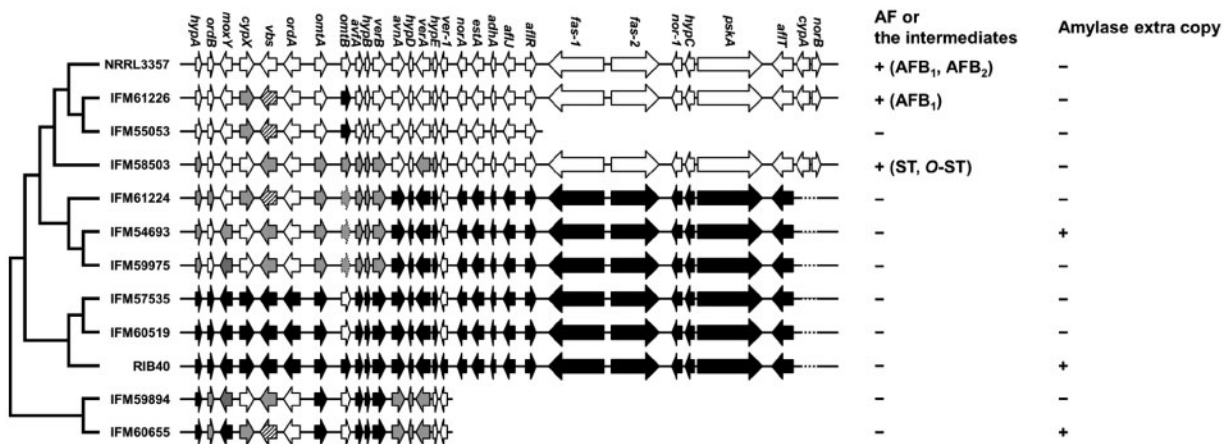 hypA ordB moxY cypX vbs ordA omtA omtB avfA hypB verB avnA hypD verA hypE ver-1 norA estA adhA aflJ aflR fas-1 fas-2 nor-1 hypC pskA aflT cypA norB
AF or
the intermediates
Amylase extra copy
NRRL3357 + (AFB1, AFB2) –
IFM61226 + (AFB1) –
IFM55053 – –
IFM58503 + (ST, O-ST) –
IFM61224 – –
IFM54693 – +
IFM59975 – –
IFM57535 – –
IFM60519 – –
RIB40 – +
IFM59894 – –
IFM60655 – +